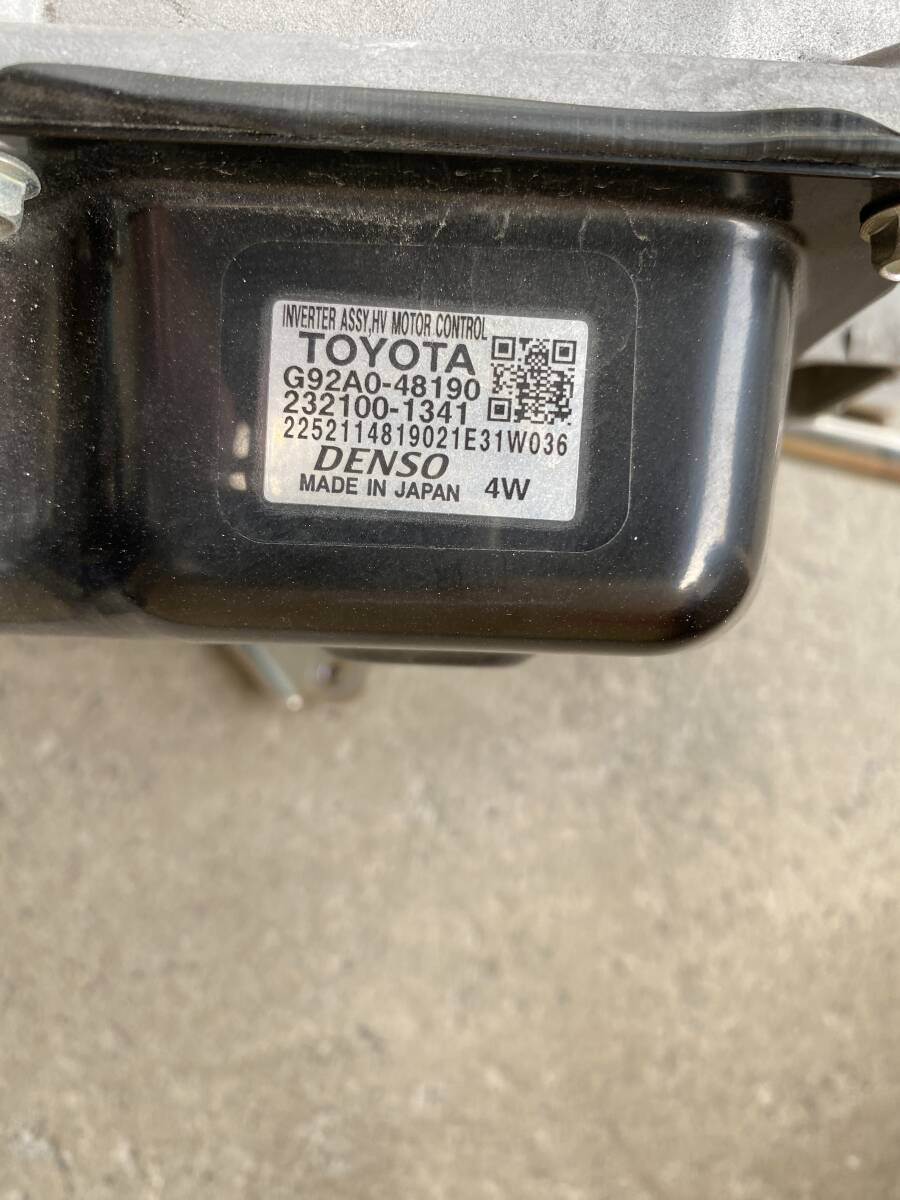 INVERTER ASSY,HV MOTOR CONTROL
TOYOTA
G92A0-48190
232100-1341
2252114819021E31W036
DENSO
MADE IN JAPAN 4W